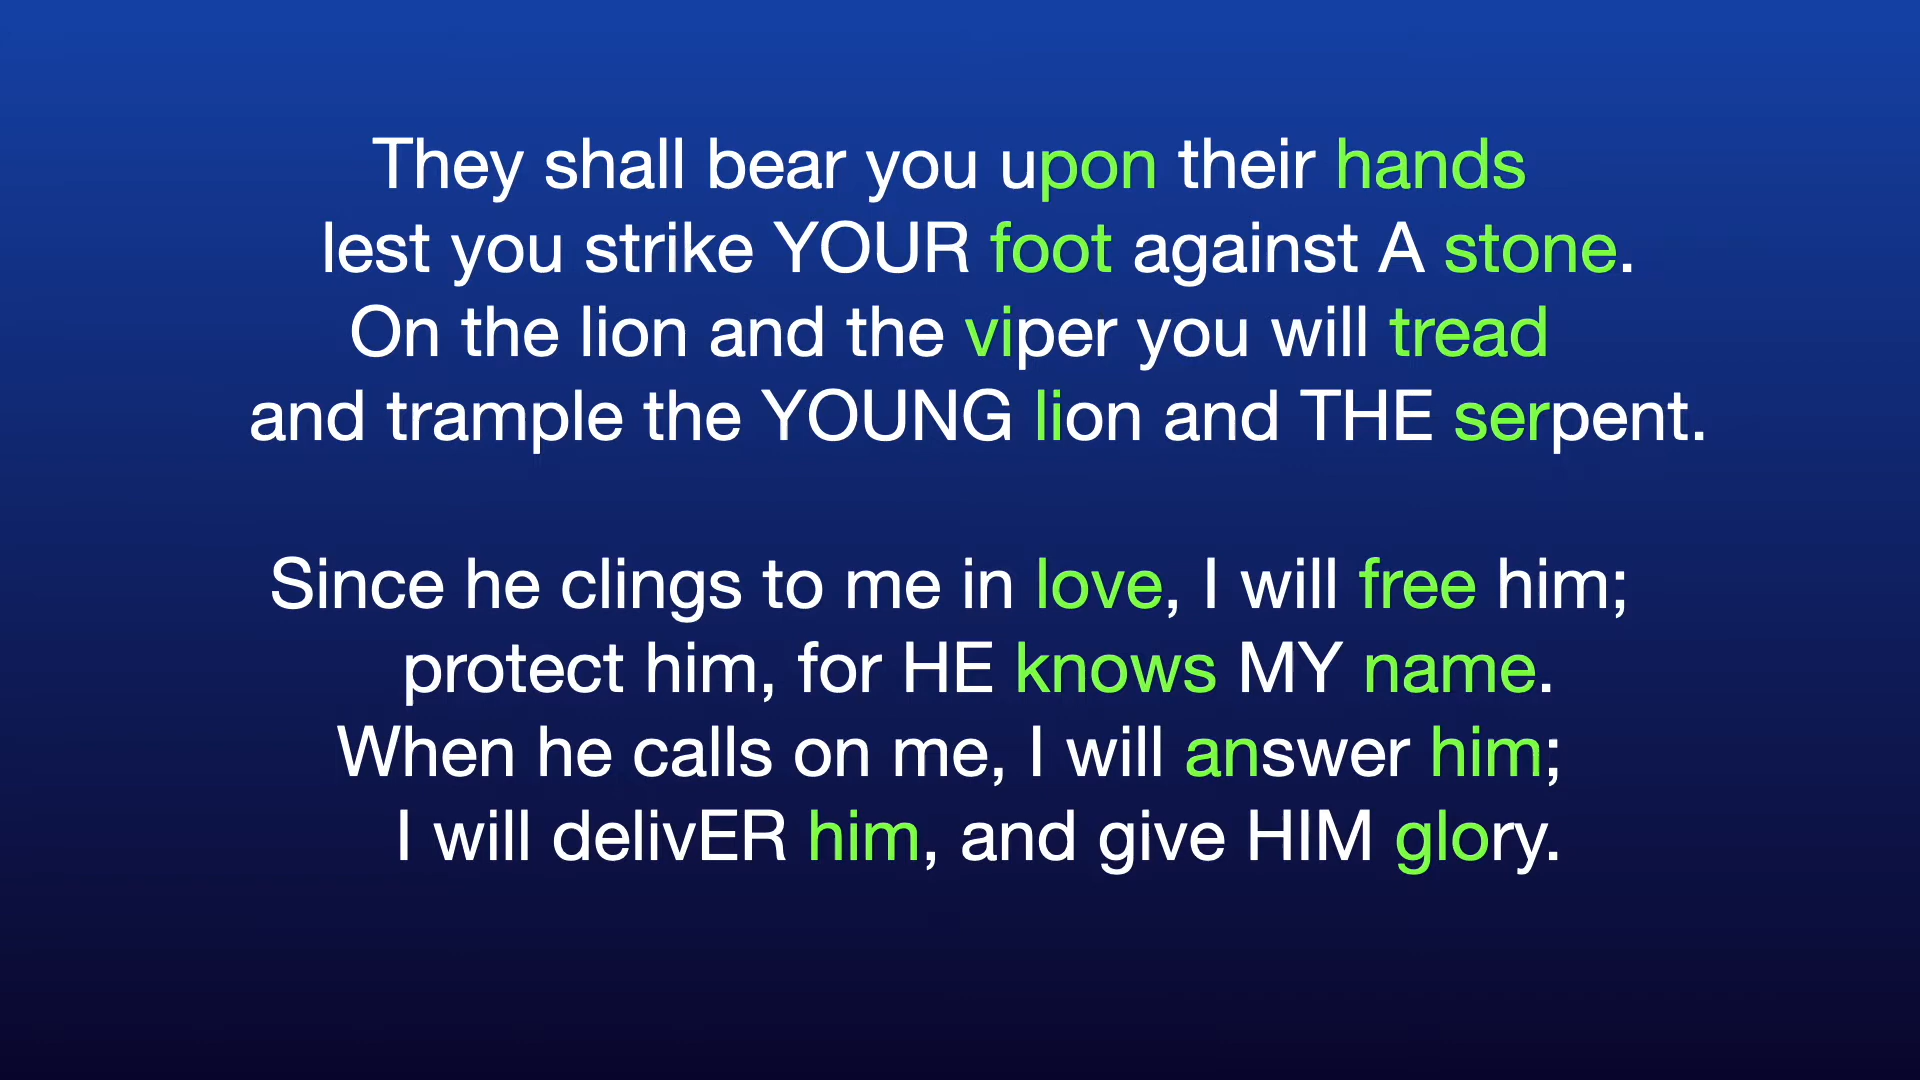 They shall bear you upon their hands
lest you strike YOUR foot against A stone.
On the lion and the viper you will tread
and trample the YOUNG lion and THE serpent.
Since he clings to me in love, I will free him;
protect him, for HE knows MY name.
When he calls on me, I will answer him;
I will delivER him, and give HIM glory.